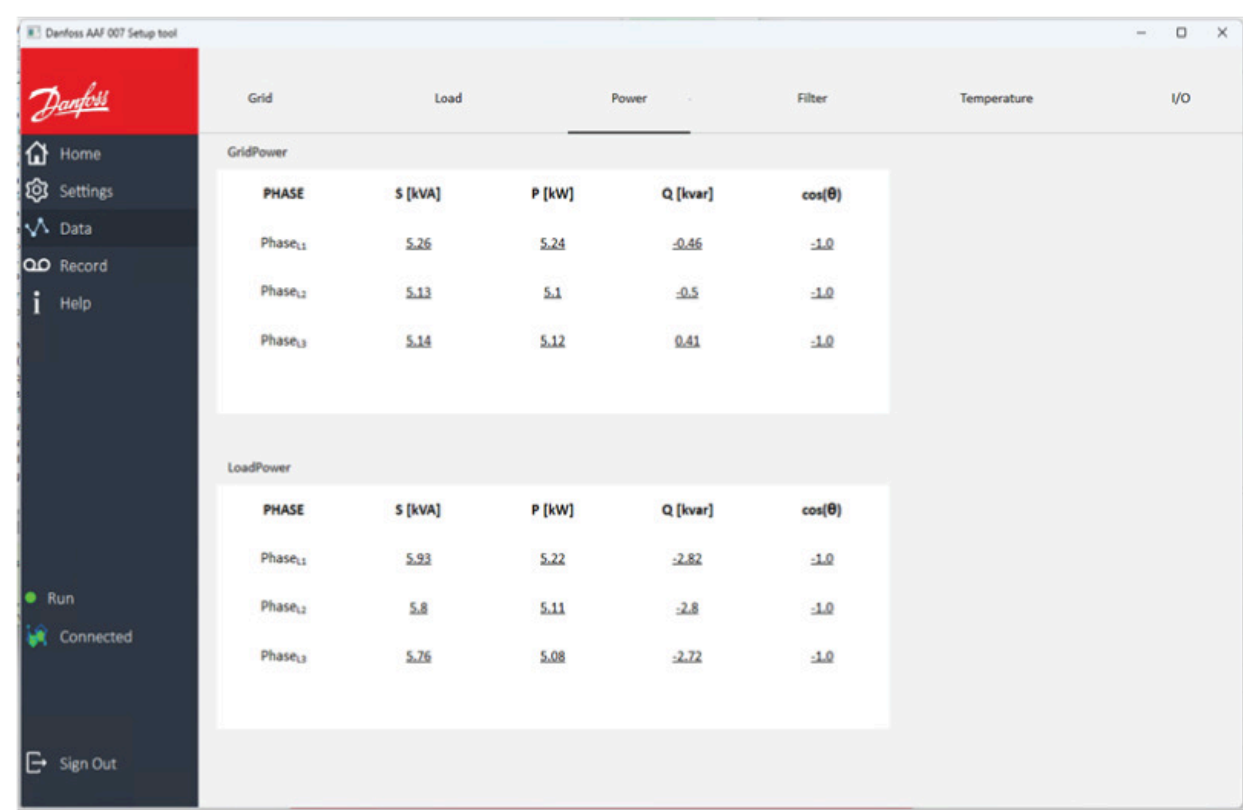 Danfoss AAF 007 Setup tool
Danfoss
Grid Load Power Filter Temperature I/O
Home
Settings
Data
Record
Help
Run
Connected
Sign Out
GridPower
PHASE S [kVA] P [kW] Q [kvar] cos(θ)
PhaseL1 5.26 5.24 -0.46 -1.0
PhaseL2 5.13 5.1 -0.5 -1.0
PhaseL3 5.14 5.12 0.41 -1.0
LoadPower
PHASE S [kVA] P [kW] Q [kvar] cos(θ)
PhaseL1 5.93 5.22 -2.82 -1.0
PhaseL2 5.8 5.11 -2.8 -1.0
PhaseL3 5.76 5.08 -2.72 -1.0